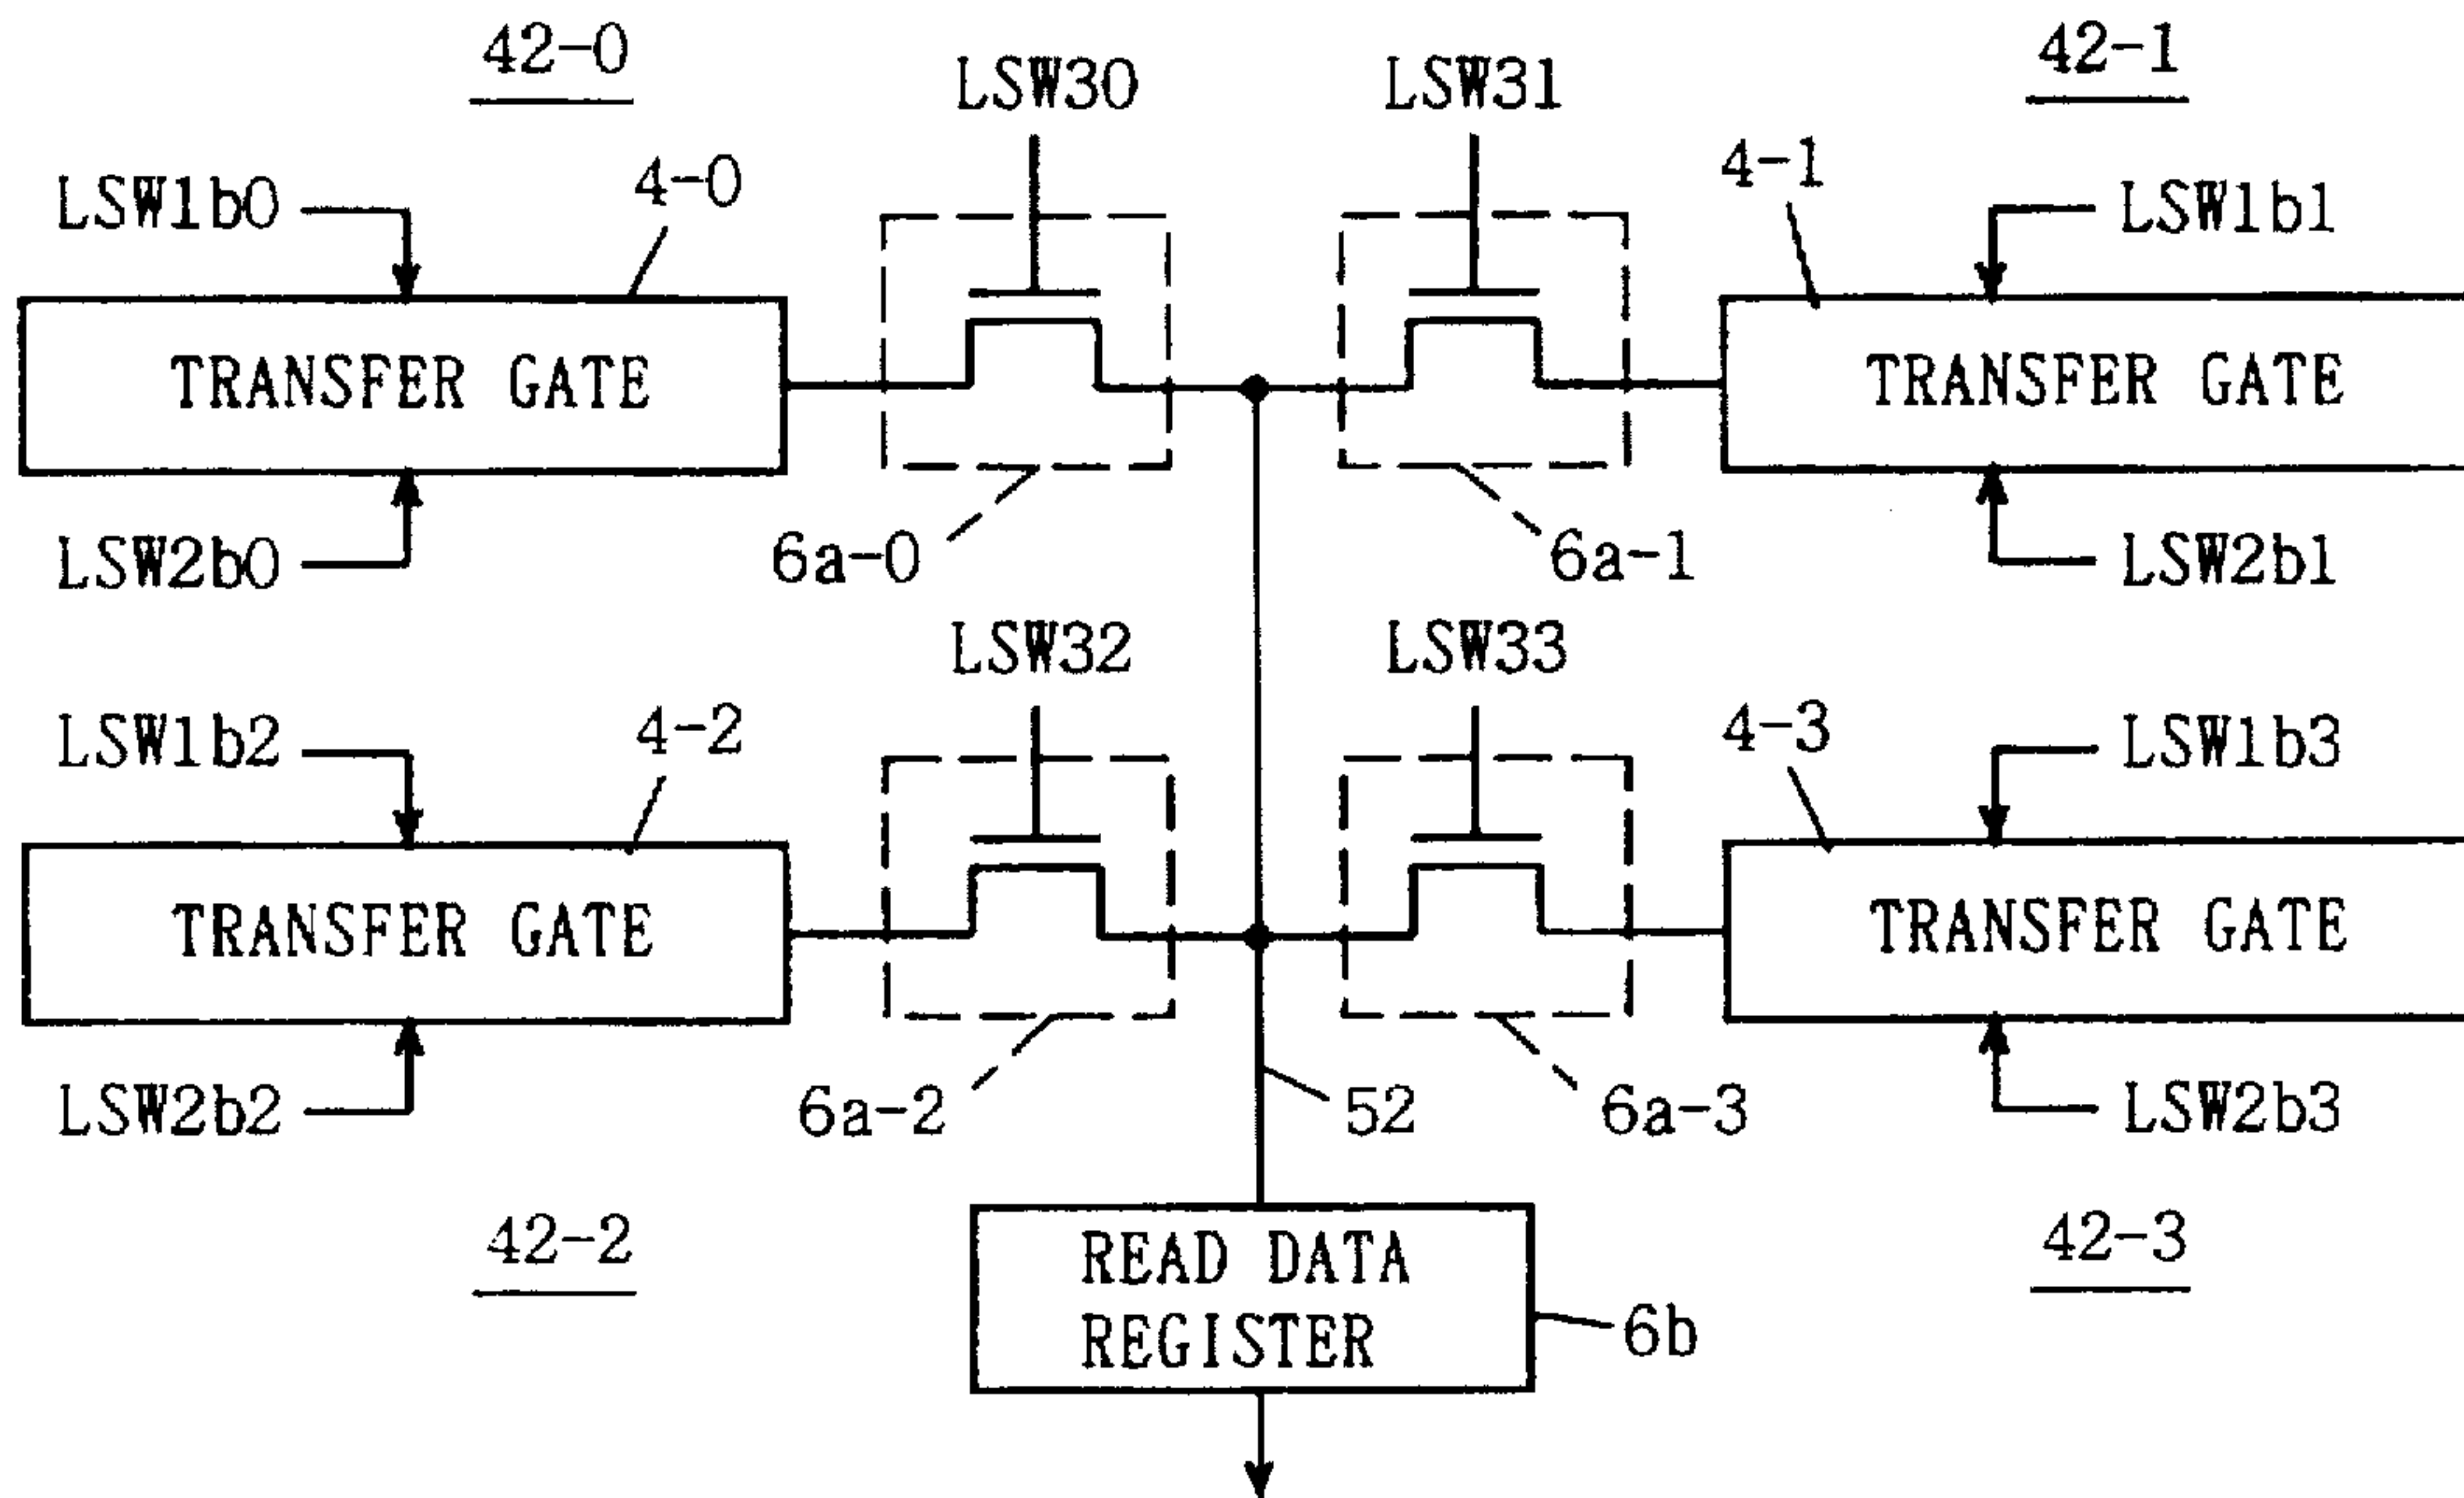 42-0
42-1
LSW30
LSW31
4-0
4-1
LSW1b0
LSW1b1
TRANSFER GATE
TRANSFER GATE
LSW2b0
6a-0
6a-1
LSW2b1
LSW32
LSW33
LSW1b2
4-2
4-3
LSW1b3
TRANSFER GATE
TRANSFER GATE
LSW2b2
6a-2
52
6a-3
LSW2b3
42-2
READ DATA
REGISTER
42-3
6b